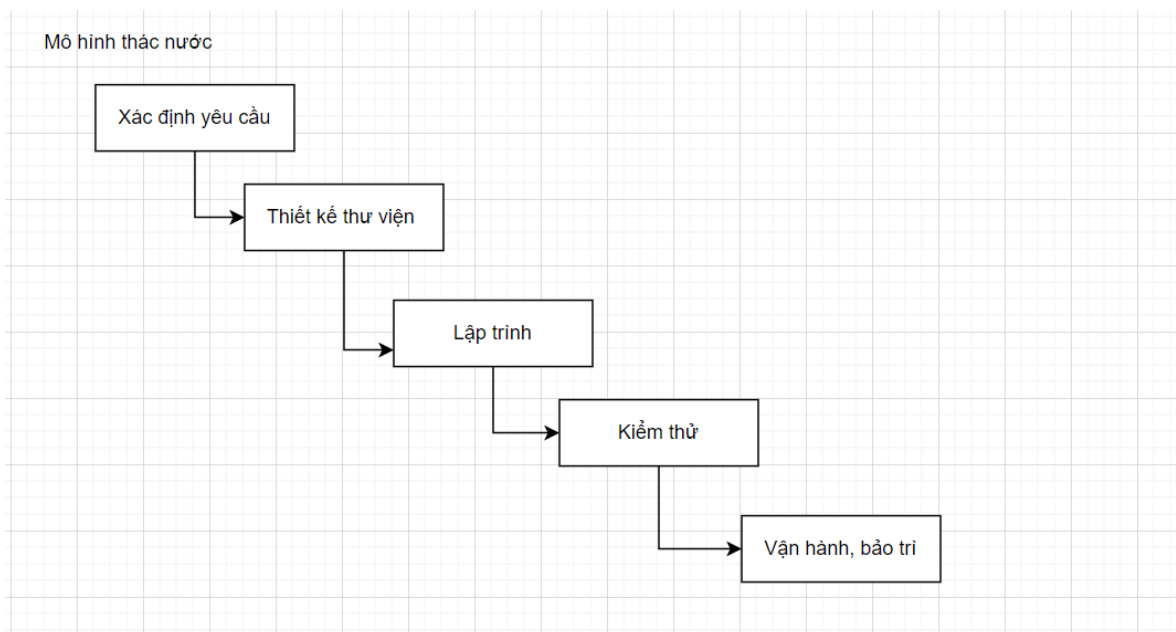 Mô hình thác nước
Xác định yêu cầu
Thiết kế thư viện
Lập trình
Kiểm thử
Vận hành, bảo trì